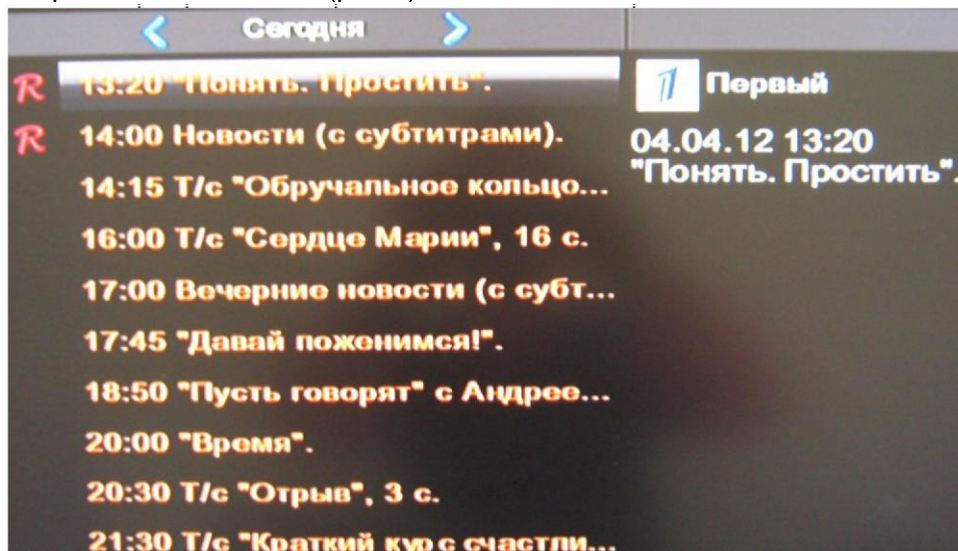 Сегодня
R 13:20 "Понять. Простить".
R 14:00 Новости (с субтитрами).
14:15 Т/с "Обручальное кольцо...
16:00 Т/с "Сердце Марии", 16 с.
17:00 Вечерние новости (с субт...
17:45 "Давай поженимся!".
18:50 "Пусть говорят" с Андрее...
20:00 "Время".
20:30 Т/с "Отрыв", 3 с.
21:30 Т/с "Краткий курс счастли...
1 Первый
04.04.12 13:20
"Понять. Простить".